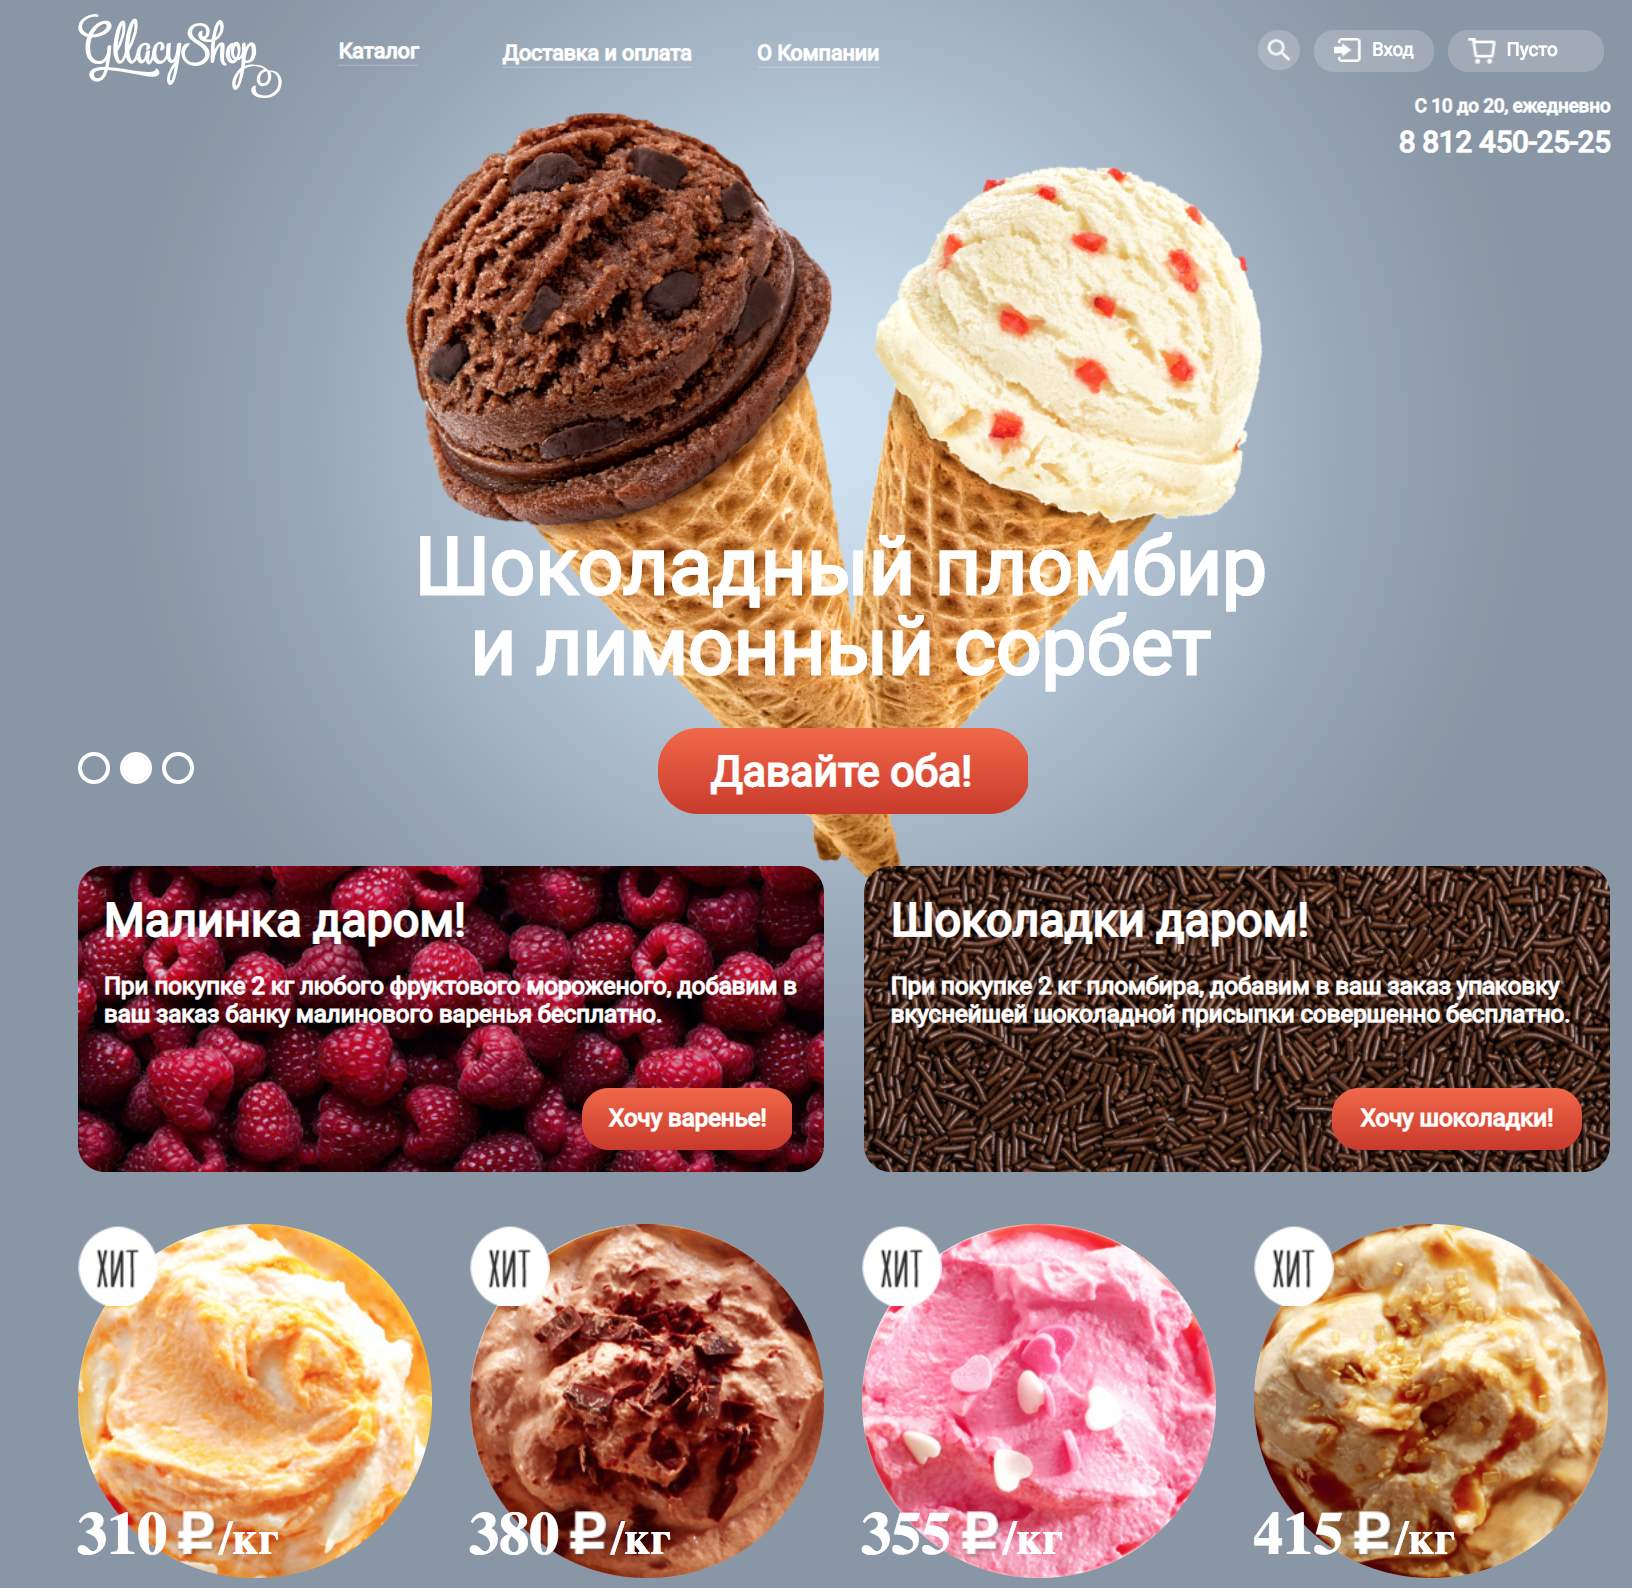 GllacyShop
Каталог
Доставка и оплата
О Компании
Вход
Пусто
С 10 до 20, ежедневно
8 812 450-25-25
Шоколадный пломбир
и лимонный сорбет
Давайте оба!
Малинка даром!
При покупке 2 кг любого фруктового мороженого, добавим в
ваш заказ банку малинового варенья бесплатно.
Хочу варенье!
Шоколадки даром!
При покупке 2 кг пломбира, добавим в ваш заказ упаковку
вкуснейшей шоколадной присыпки совершенно бесплатно.
Хочу шоколадки!
ХИТ
ХИТ
ХИТ
ХИТ
310 ₽/кг
380 ₽/кг
355 ₽/кг
415 ₽/кг